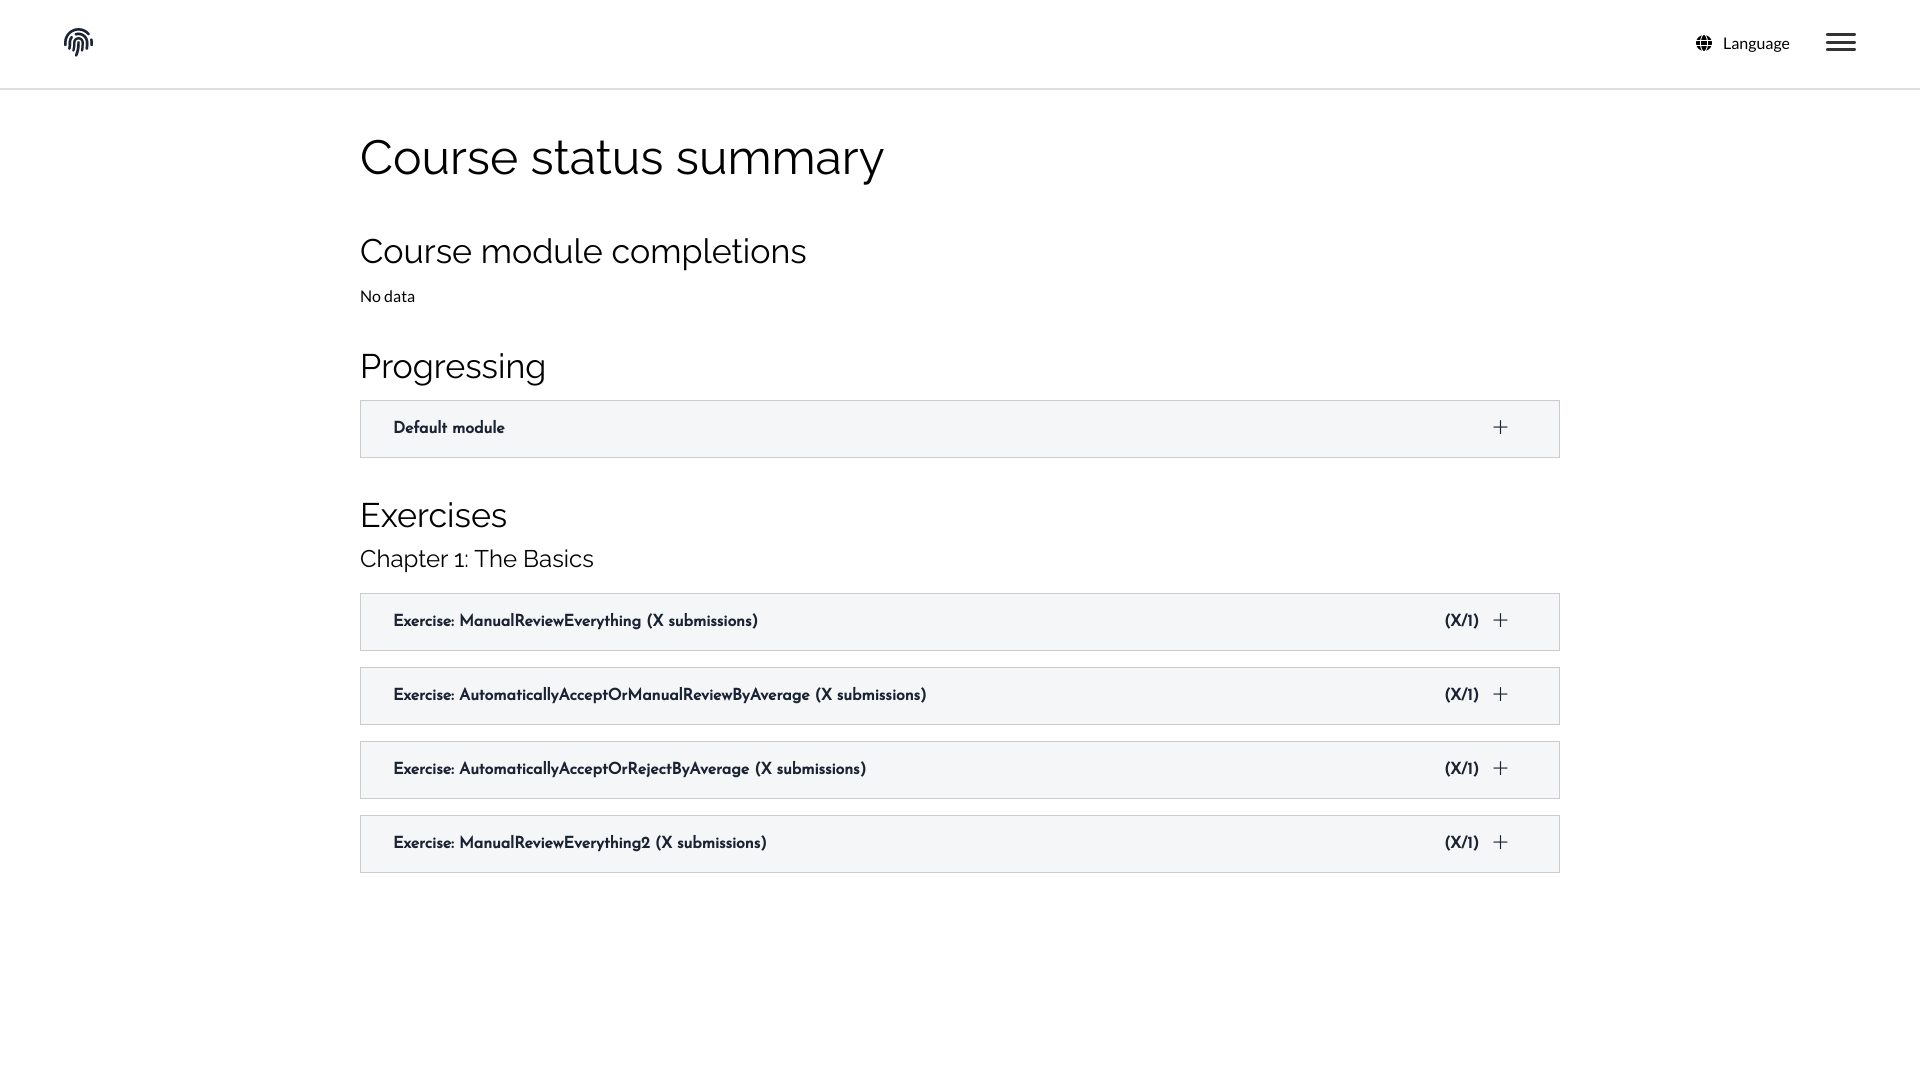 Language
Course status summary
Course module completions
No data
Progressing
Default module
Exercises
Chapter 1: The Basics
Exercise: ManualReviewEverything (X submissions) (X/1)
Exercise: AutomaticallyAcceptOrManualReviewByAverage (X submissions) (X/1)
Exercise: AutomaticallyAcceptOrRejectByAverage (X submissions) (X/1)
Exercise: ManualReviewEverything2 (X submissions) (X/1)